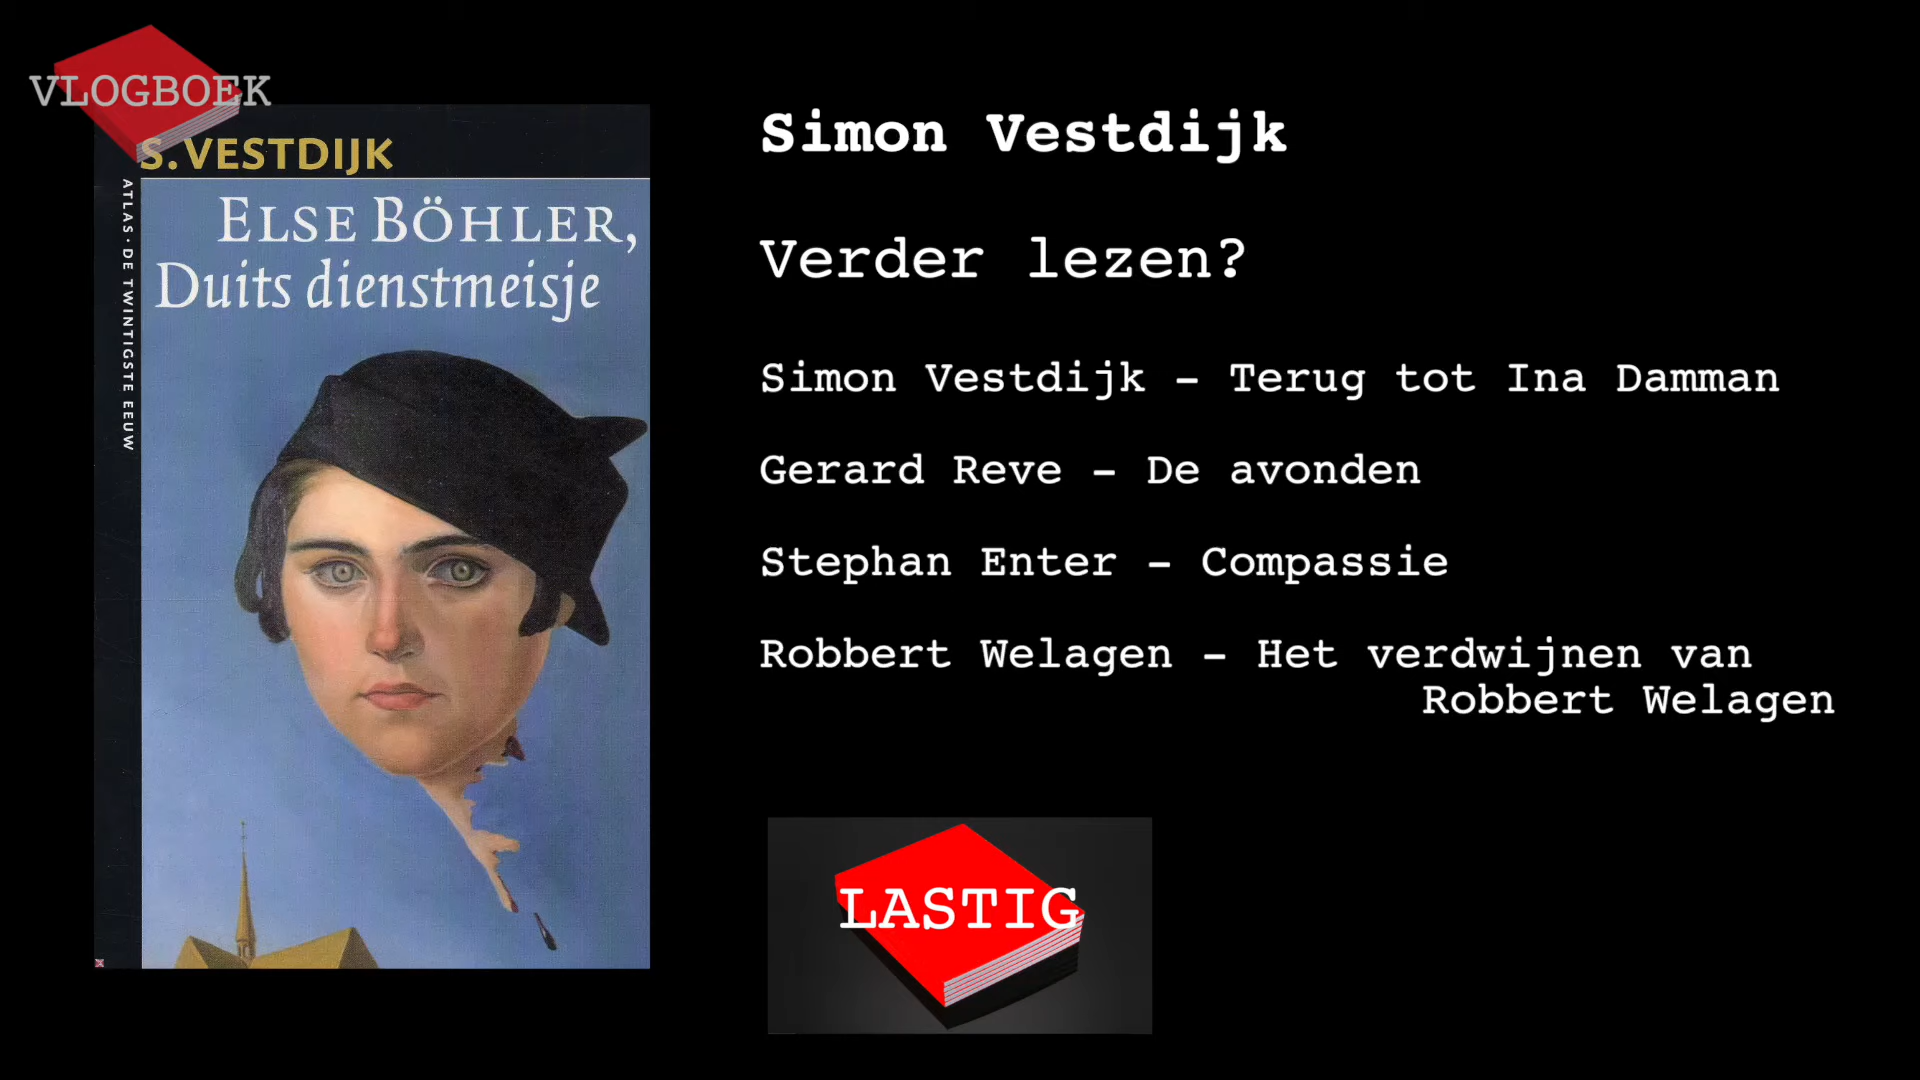 VLOGBOEK
S. VESTDIJK
ATLAS · DE TWINTIGSTE EEUW
ELSE BÖHLER,
Duits dienstmeisje
Simon Vestdijk
Verder lezen?
Simon Vestdijk – Terug tot Ina Damman
Gerard Reve – De avonden
Stephan Enter – Compassie
Robbert Welagen – Het verdwijnen van
Robbert Welagen
LASTIG